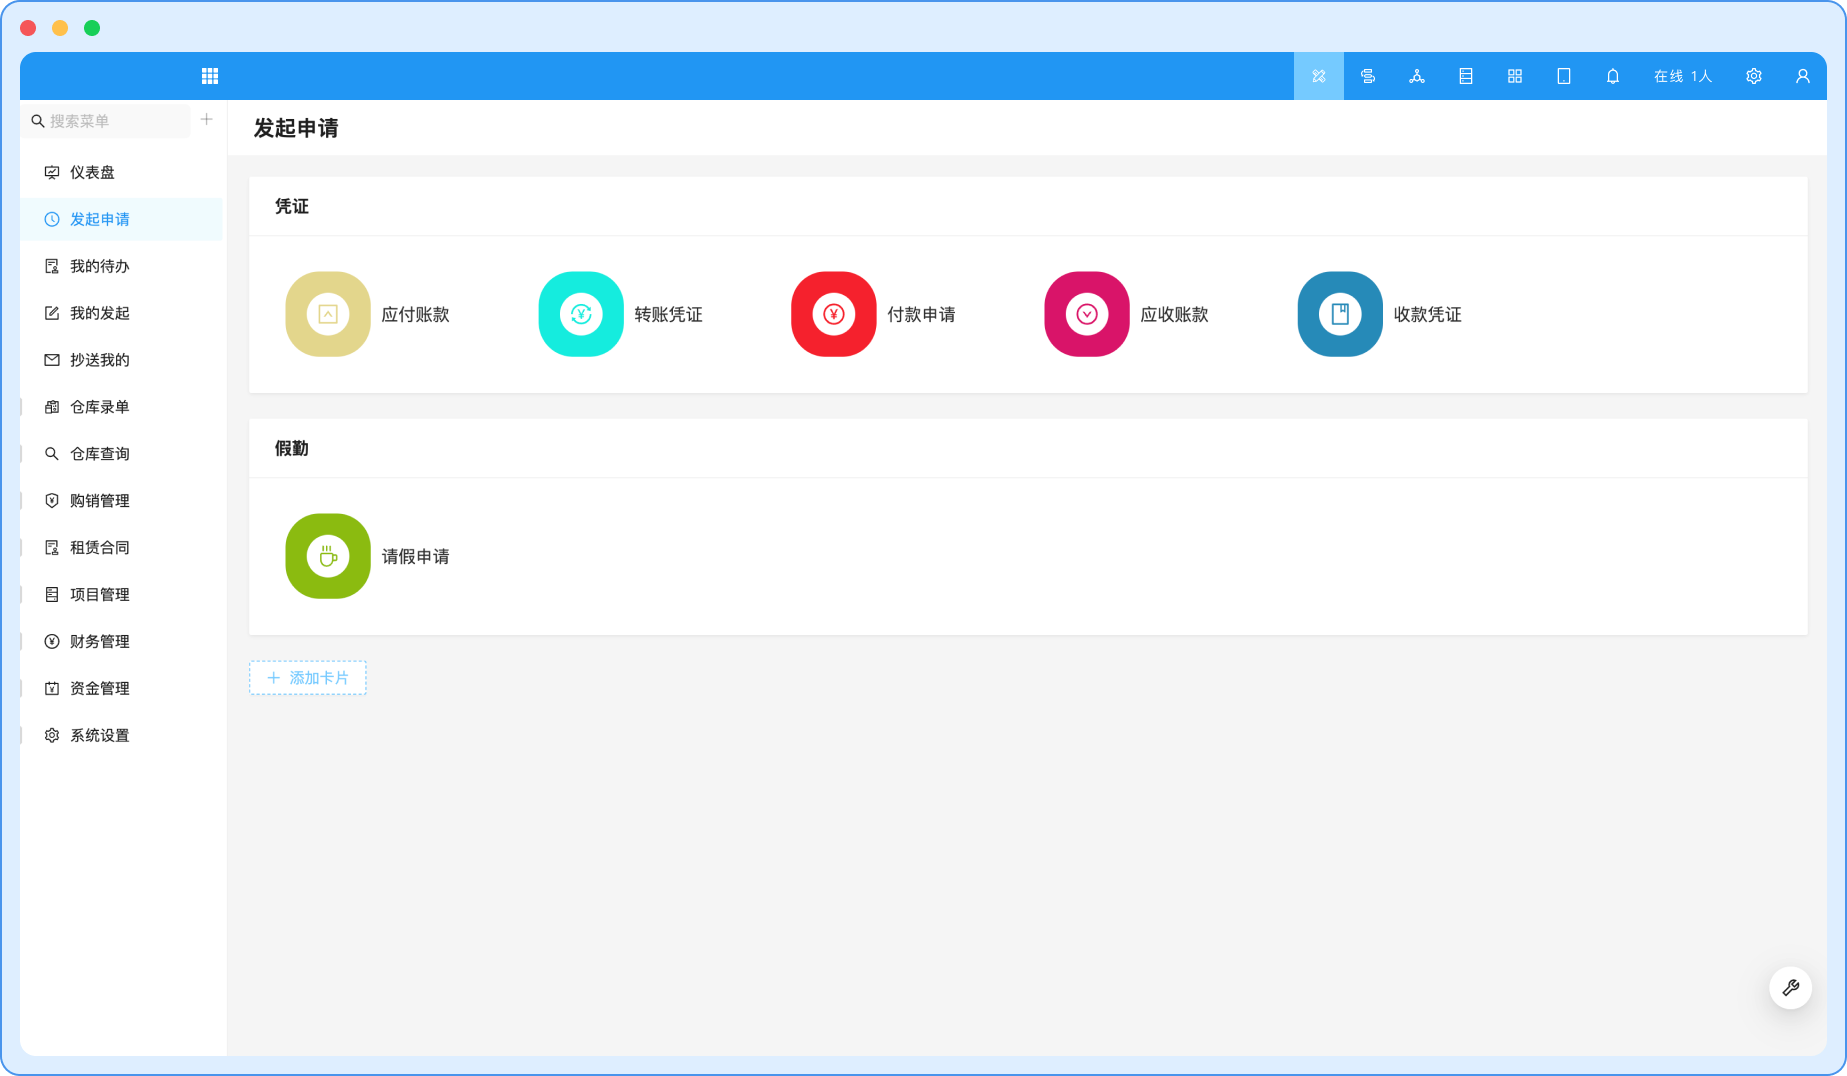 在线 1人
搜索菜单
仪表盘
发起申请
我的待办
我的发起
抄送我的
仓库录单
仓库查询
购销管理
租赁合同
项目管理
财务管理
资金管理
系统设置
发起申请
凭证
应付账款
转账凭证
付款申请
应收账款
收款凭证
假勤
请假申请
添加卡片